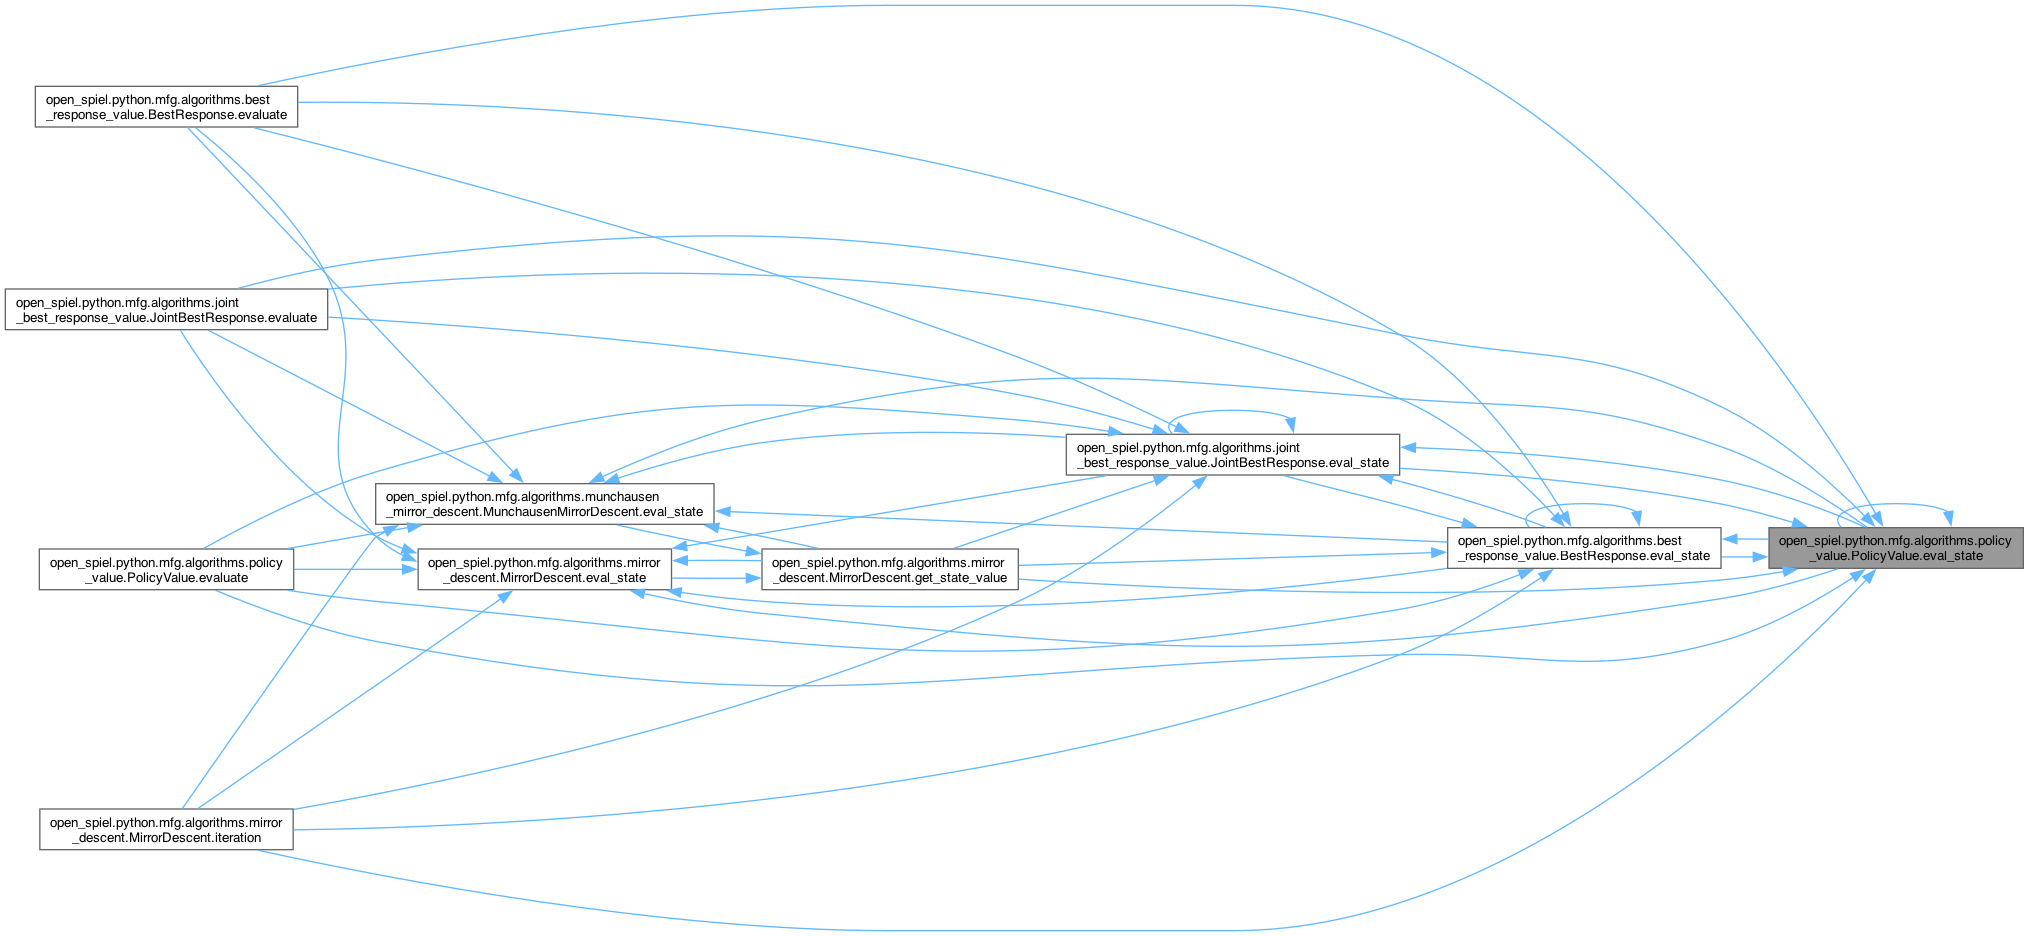 open_spiel.python.mfg.algorithms.best
_response_value.BestResponse.evaluate
open_spiel.python.mfg.algorithms.joint
_best_response_value.JointBestResponse.evaluate
open_spiel.python.mfg.algorithms.joint
_best_response_value.JointBestResponse.eval_state
open_spiel.python.mfg.algorithms.munchausen
_mirror_descent.MunchausenMirrorDescent.eval_state
open_spiel.python.mfg.algorithms.policy
_value.PolicyValue.evaluate
open_spiel.python.mfg.algorithms.mirror
_descent.MirrorDescent.eval_state
open_spiel.python.mfg.algorithms.mirror
_descent.MirrorDescent.get_state_value
open_spiel.python.mfg.algorithms.best
_response_value.BestResponse.eval_state
open_spiel.python.mfg.algorithms.policy
_value.PolicyValue.eval_state
open_spiel.python.mfg.algorithms.mirror
_descent.MirrorDescent.iteration